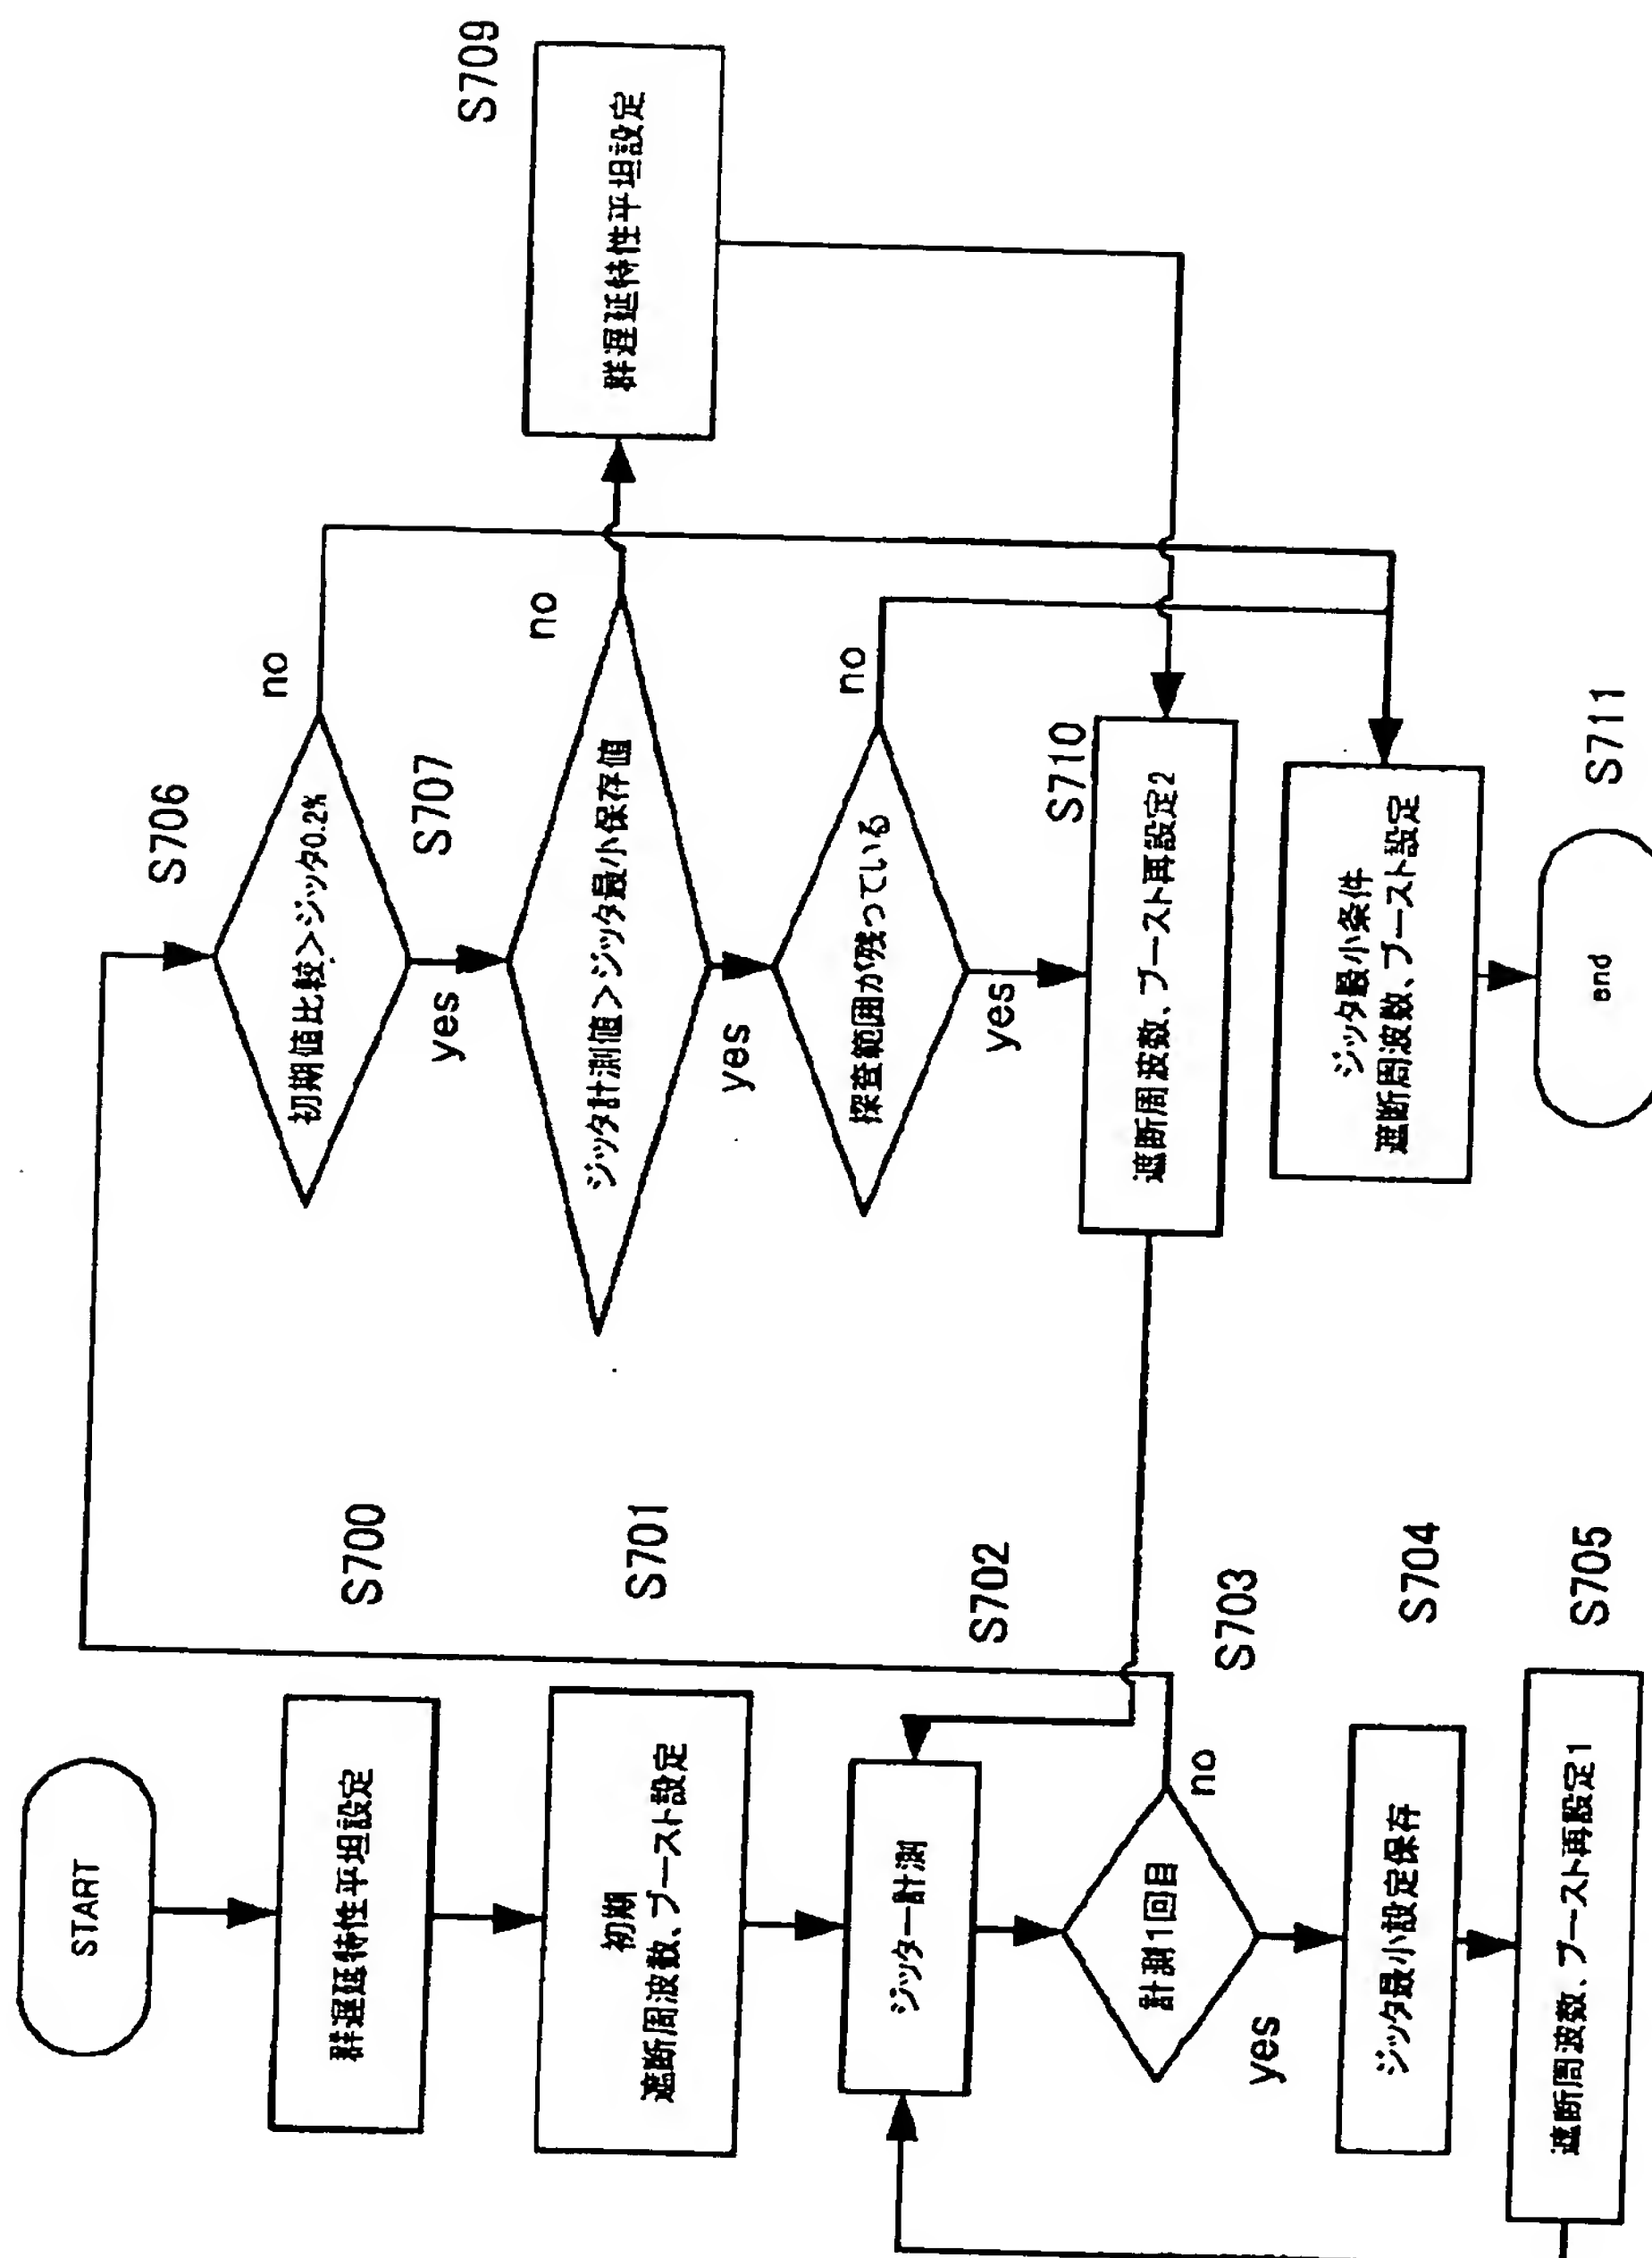 START
群遅延特性平坦設定
S700
初期
遮断周波数、ブースト設定
S701
ジッター計測
S702
計測1回目
S703
no
yes
ジッタ最小設定保存
S704
遮断周波数、ブースト再設定1
S705
初期値比較>ジッタ0.2%
S706
no
yes
ジッタ計測値>ジッタ最小保存値
S707
no
yes
群遅延特性平坦設定
S709
探査範囲が残っている
no
yes
遮断周波数、ブースト再設定2
S710
ジッタ最小条件
遮断周波数、ブースト設定
S711
end